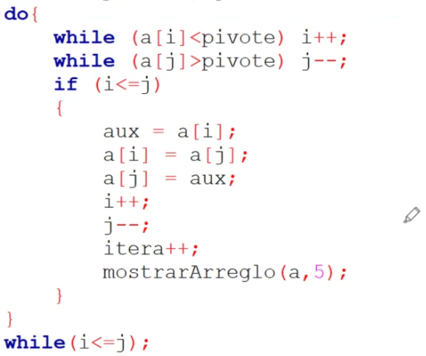 do{
    while (a[i]<pivote) i++;
    while (a[j]>pivote) j--;
    if (i<=j)
    {
        aux = a[i];
        a[i] = a[j];
        a[j] = aux;
        i++;
        j--;
        itera++;
        mostrarArreglo(a,5);
    }
}
while(i<=j);